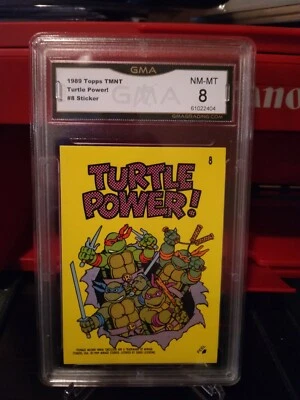 GMA
1989 Topps TMNT
Turtle Power!
#8 Sticker
NM-MT
8
61022404
GMAGRADING.COM
8
TURTLE
POWER!